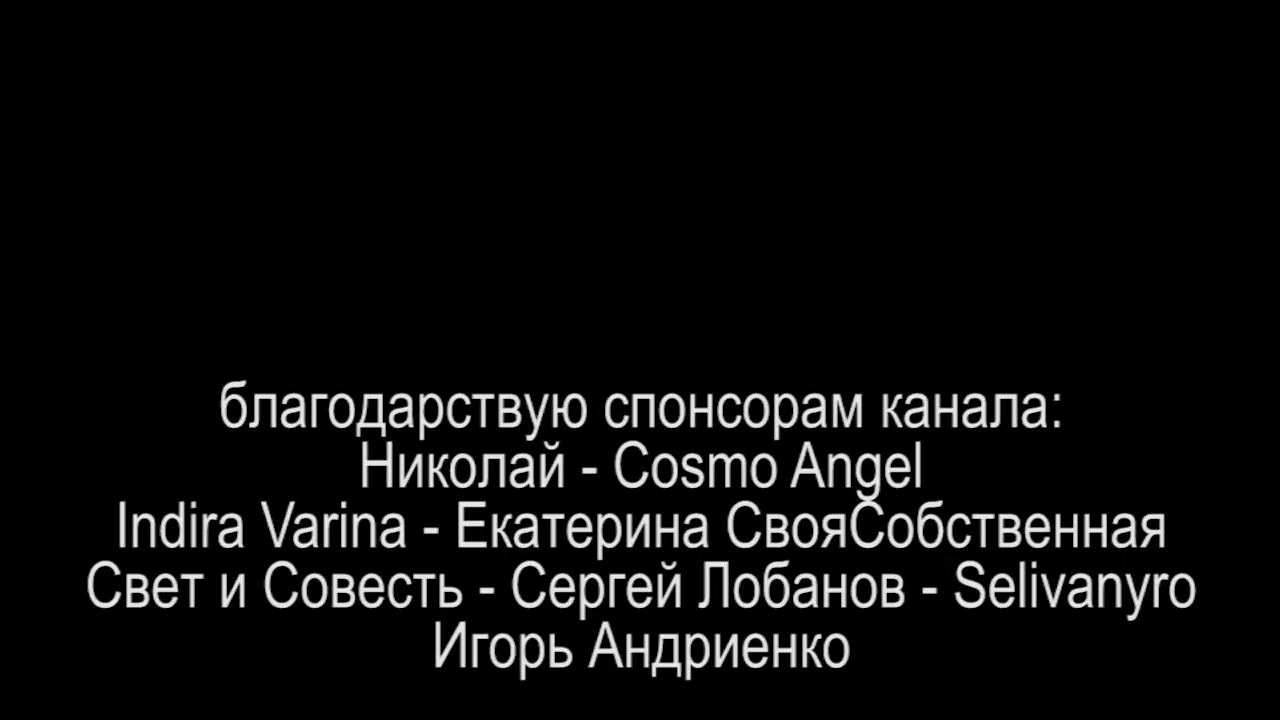 благодарствую спонсорам канала:
Николай - Cosmo Angel
Indira Varina - Екатерина СвояСобственная
Свет и Совесть - Сергей Лобанов - Selivanyro
Игорь Андриенко